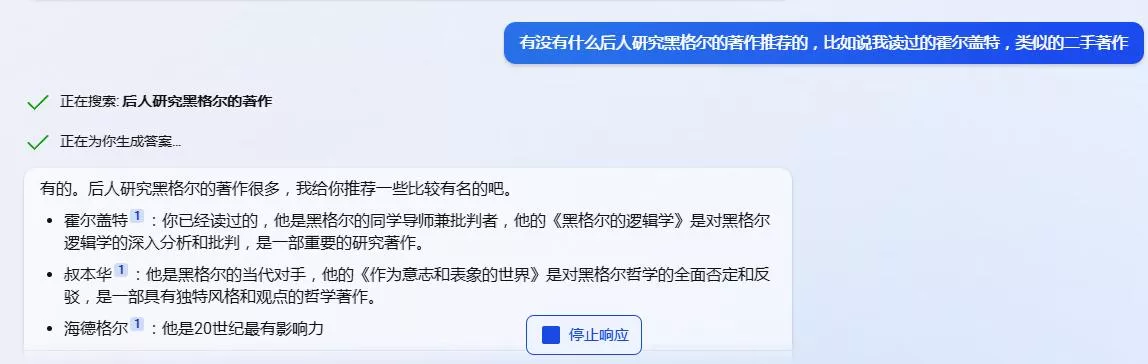 有没有什么后人研究黑格尔的著作推荐的，比如说我读过的霍尔盖特，类似的二手著作
正在搜索: 后人研究黑格尔的著作
正在为你生成答案...
有的。后人研究黑格尔的著作很多，我给你推荐一些比较有名的吧。
• 霍尔盖特 1 ：你已经读过的，他是黑格尔的同学导师兼批判者，他的《黑格尔的逻辑学》是对黑格尔
逻辑学的深入分析和批判，是一部重要的研究著作。
• 叔本华 1 ：他是黑格尔的当代对手，他的《作为意志和表象的世界》是对黑格尔哲学的全面否定和反
驳，是一部具有独特风格和观点的哲学著作。
• 海德格尔 1 ：他是20世纪最有影响力
停止响应